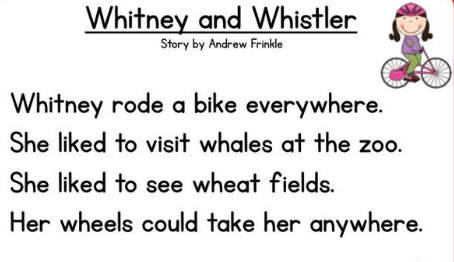 Whitney and Whistler
Story by Andrew Frinkle
Whitney rode a bike everywhere.
She liked to visit whales at the zoo.
She liked to see wheat fields.
Her wheels could take her anywhere.